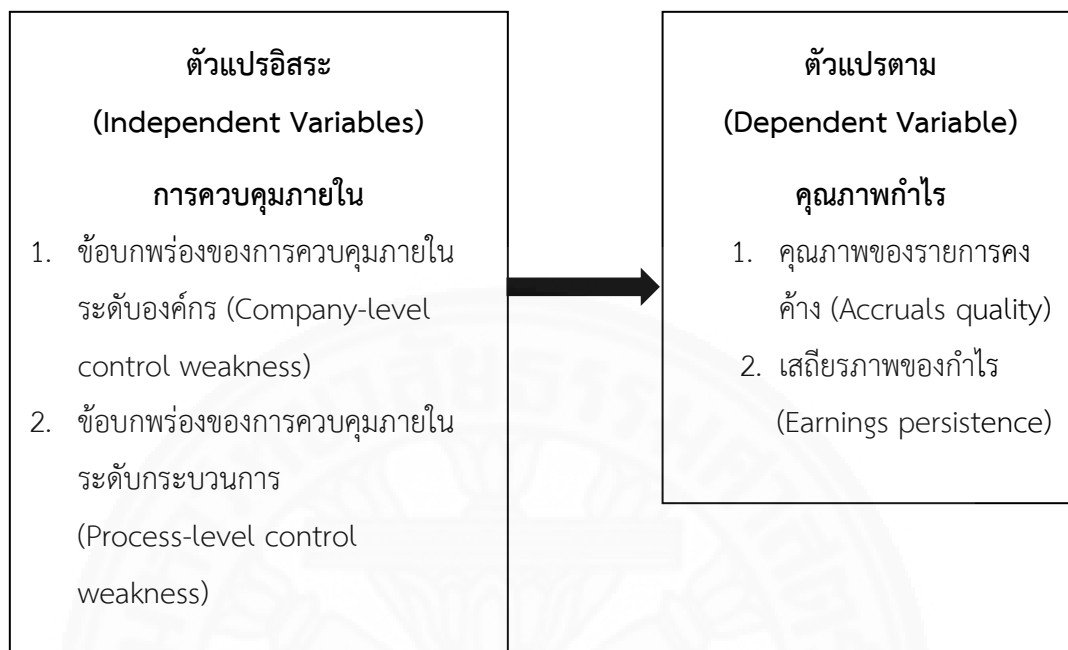 ตัวแปรอิสระ
(Independent Variables)
การควบคุมภายใน
1. ข้อบกพร่องของการควบคุมภายใน
ระดับองค์กร (Company-level
control weakness)
2. ข้อบกพร่องของการควบคุมภายใน
ระดับกระบวนการ
(Process-level control
weakness)
ตัวแปรตาม
(Dependent Variable)
คุณภาพกำไร
1. คุณภาพของรายการคง
ค้าง (Accruals quality)
2. เสถียรภาพของกำไร
(Earnings persistence)